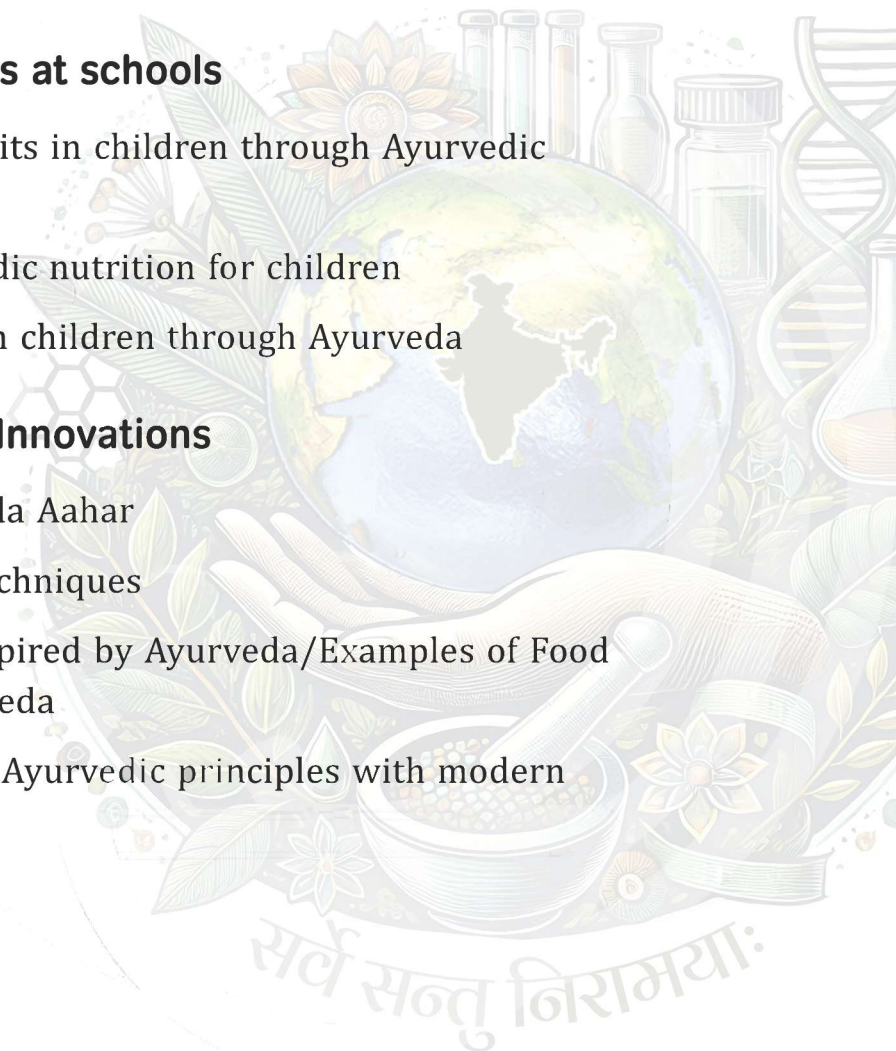 s at schools
its in children through Ayurvedic
dic nutrition for children
n children through Ayurveda
Innovations
la Aahar
chniques
pired by Ayurveda/Examples of Food
eda
Ayurvedic principles with modern
सर्वे सन्तु निरामयाः